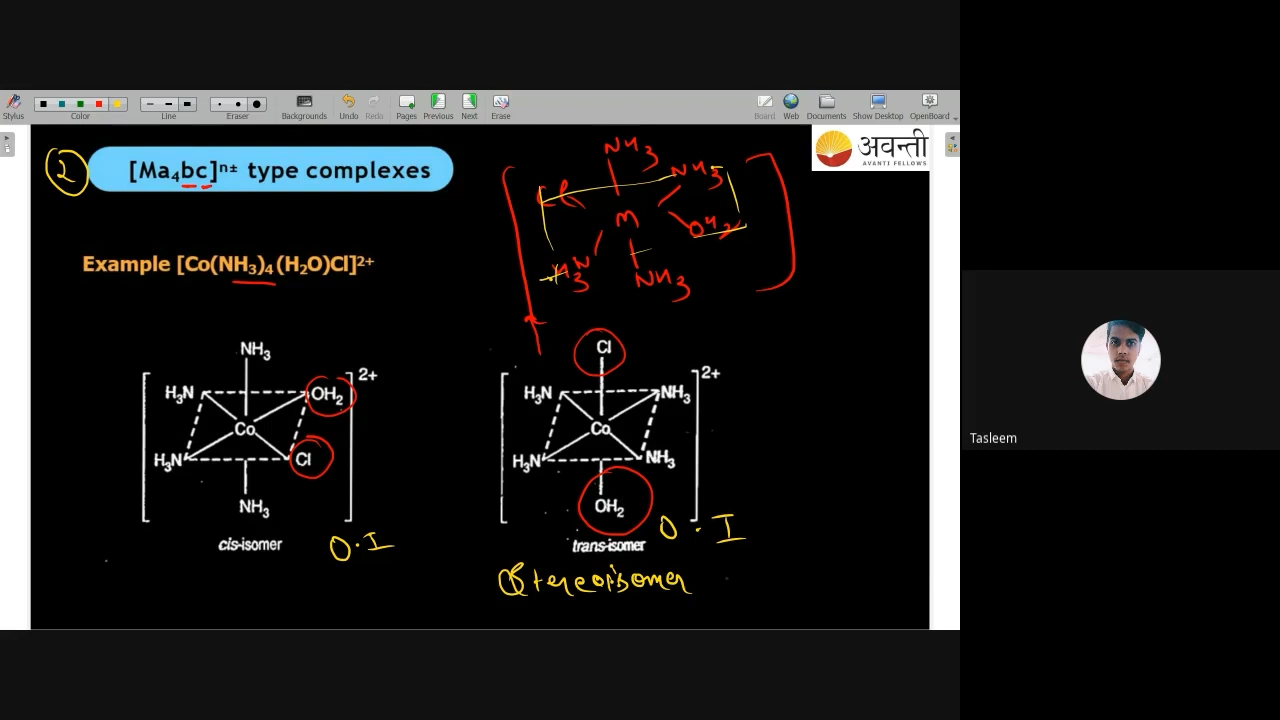 Stylus
Color
Line
Eraser
Backgrounds
Undo
Redo
Pages
Previous
Next
Erase
Board
Web
Documents
Show Desktop
OpenBoard
अवन्ती
AVANTI FELLOWS
2
[Ma₄bc]ⁿ± type complexes
Example [Co(NH₃)₄(H₂O)Cl]²⁺
NH₃
NH₃
Cl
M
OH₂
H₃N
NH₃
NH₃
2+
H₃N
OH₂
Co
H₃N
Cl
NH₃
cis-isomer
O.I
Cl
2+
H₃N
NH₃
Co
H₃N
NH₃
OH₂
trans-isomer
O.I
Stereoisomer
Tasleem